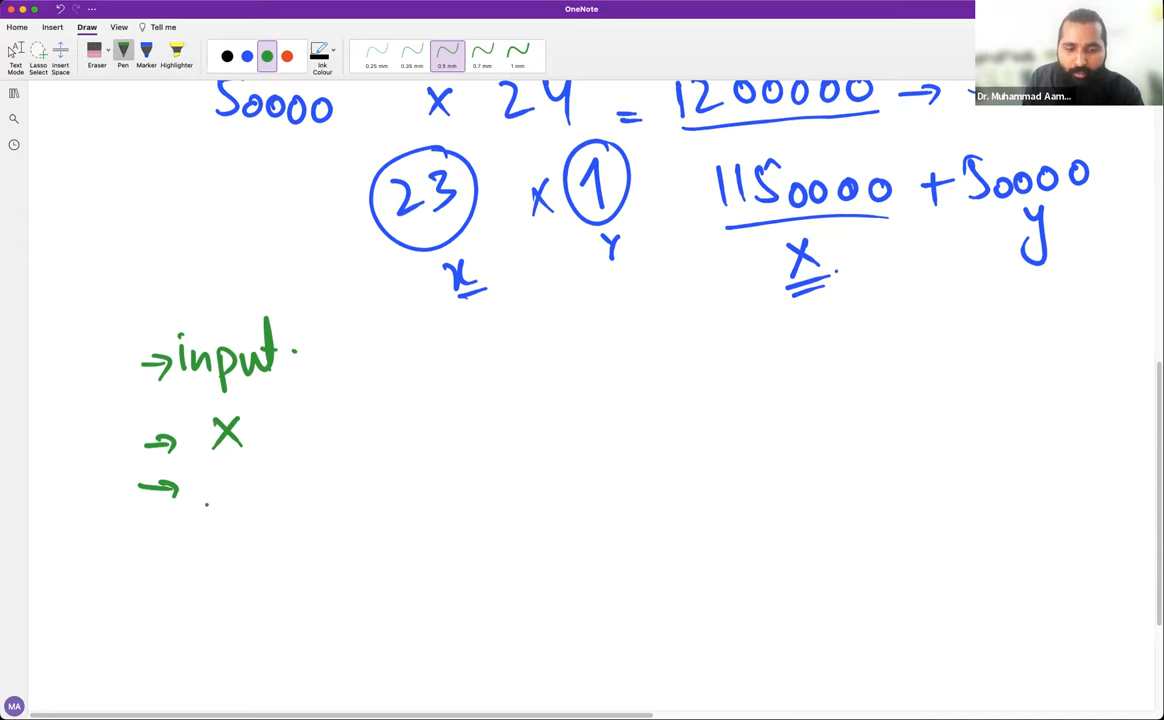 OneNote
Home Insert Draw View Tell me
Text Mode Lasso Select Insert Space Eraser Pen Marker Highlighter Ink Colour 0.25 mm 0.35 mm 0.5 mm 0.7 mm 1 mm
Dr. Muhammad Aam...
50000 × 24 = 1200000 →
23 × 1 1150000 + 50000
x Y X. y
→ input.
→ X
→
MA